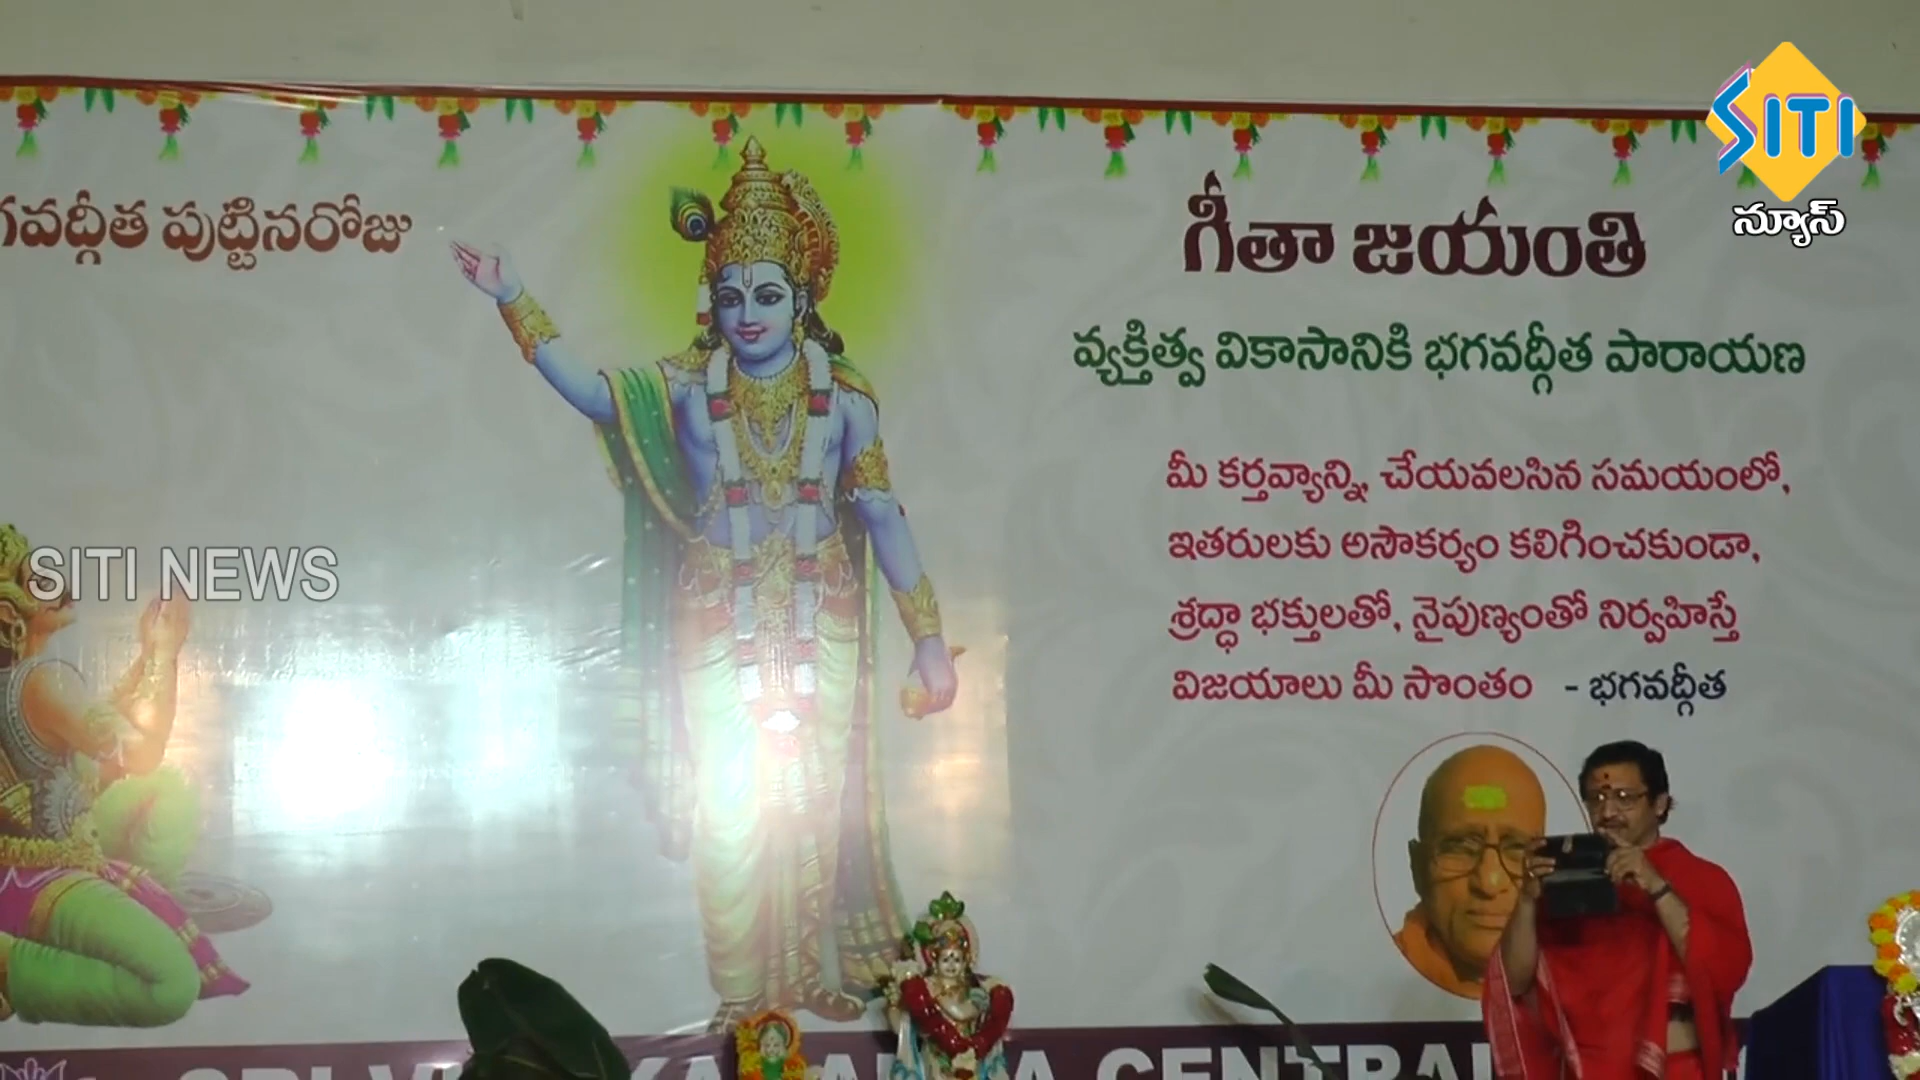 SITI
న్యూస్
పుట్టినరోజు
గీతా జయంతి
వ్యక్తిత్వ వికాసానికి భగవద్గీత పారాయణ
మీ కర్తవ్యాన్ని, చేయవలసిన సమయంలో,
ఇతరులకు అసౌకర్యం కలిగించకుండా,
శ్రద్ధా భక్తులతో, నైపుణ్యంతో నిర్వహిస్తే
విజయాలు మీ సొంతం - భగవద్గీత
SITI NEWS
SRI CENTRAL